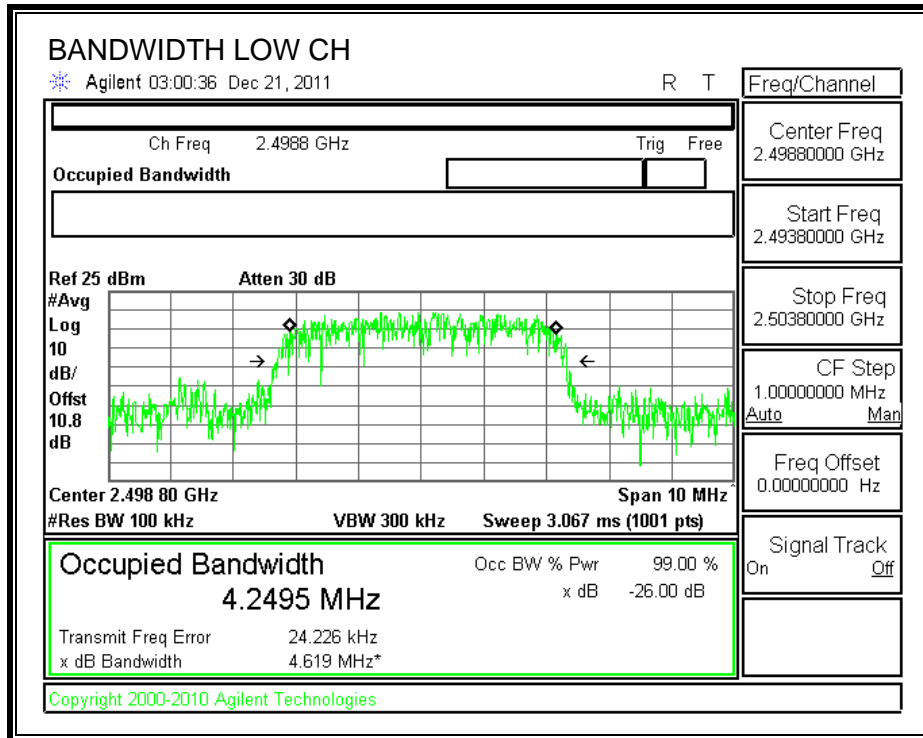 BANDWIDTH LOW CH
Agilent 03:00:36 Dec 21, 2011 R T
Freq/Channel
Ch Freq 2.4988 GHz Trig Free
Occupied Bandwidth
Center Freq
2.49880000 GHz
Start Freq
2.49380000 GHz
Stop Freq
2.50380000 GHz
CF Step
1.00000000 MHz
Auto Man
Freq Offset
0.00000000 Hz
Signal Track
On Off
Ref 25 dBm Atten 30 dB
#Avg
Log
10
dB/
Offst
10.8
dB
Center 2.498 80 GHz Span 10 MHz^
#Res BW 100 kHz VBW 300 kHz Sweep 3.067 ms (1001 pts)
Occupied Bandwidth Occ BW % Pwr 99.00 %
4.2495 MHz x dB -26.00 dB
Transmit Freq Error 24.226 kHz
x dB Bandwidth 4.619 MHz*
Copyright 2000-2010 Agilent Technologies